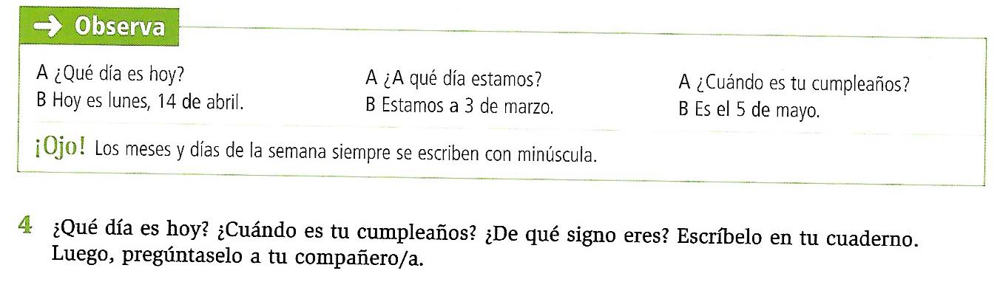 Observa
A ¿Qué día es hoy?
B Hoy es lunes, 14 de abril.
A ¿A qué día estamos?
B Estamos a 3 de marzo.
A ¿Cuándo es tu cumpleaños?
B Es el 5 de mayo.
¡Ojo! Los meses y días de la semana siempre se escriben con minúscula.
4 ¿Qué día es hoy? ¿Cuándo es tu cumpleaños? ¿De qué signo eres? Escríbelo en tu cuaderno.
Luego, pregúntaselo a tu compañero/a.